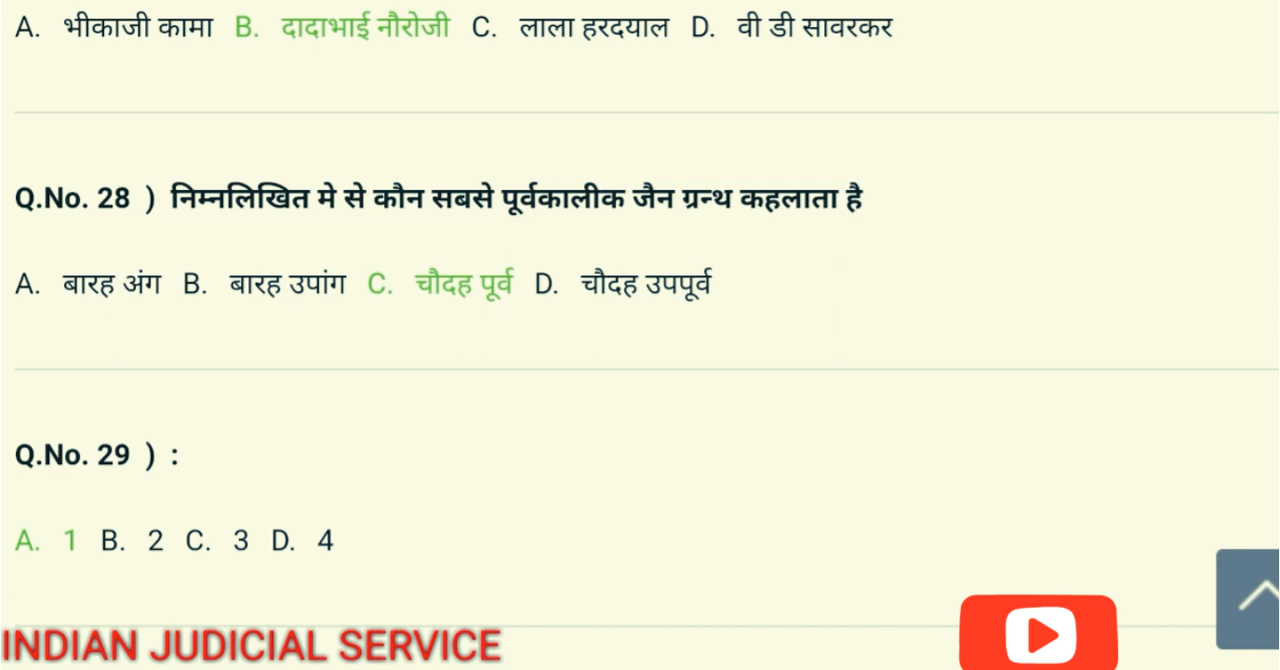 A. भीकाजी कामा B. दादाभाई नौरोजी C. लाला हरदयाल D. वी डी सावरकर
Q.No. 28 ) निम्नलिखित मे से कौन सबसे पूर्वकालीक जैन ग्रन्थ कहलाता है
A. बारह अंग B. बारह उपांग C. चौदह पूर्व D. चौदह उपपूर्व
Q.No. 29 ) :
A. 1 B. 2 C. 3 D. 4
INDIAN JUDICIAL SERVICE